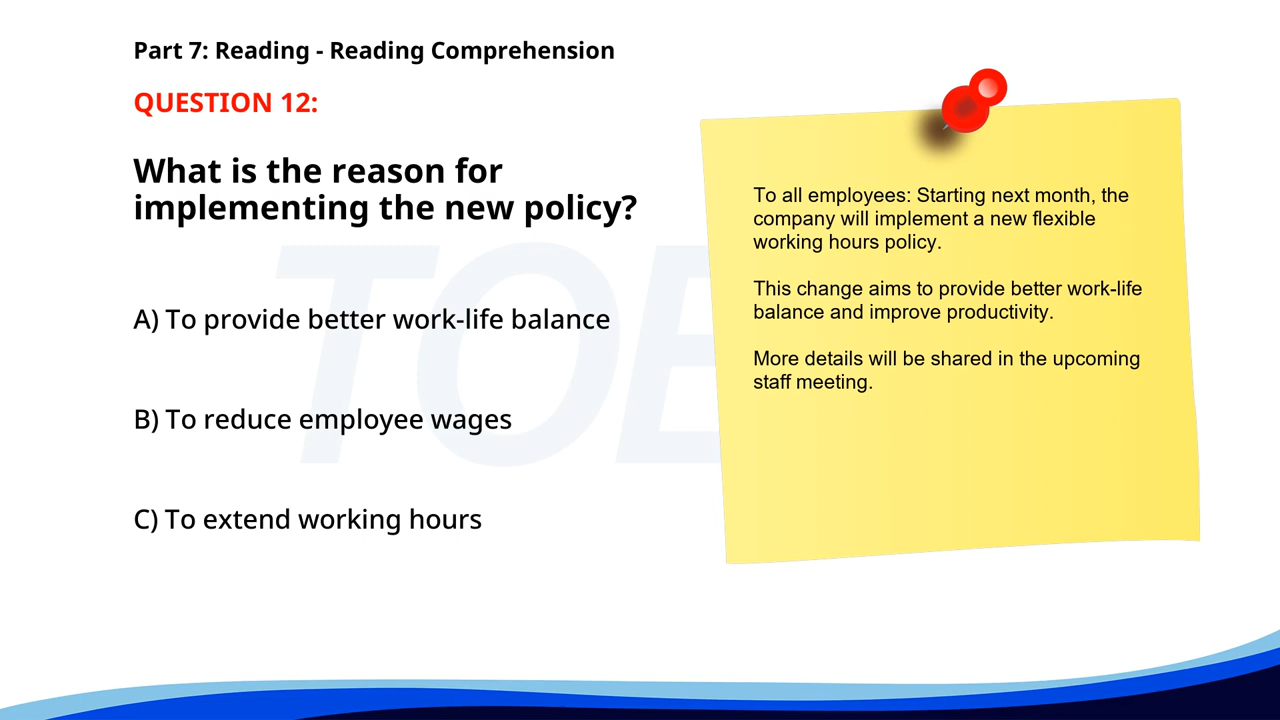 Part 7: Reading - Reading Comprehension
QUESTION 12:
What is the reason for
implementing the new policy?
A) To provide better work-life balance
B) To reduce employee wages
C) To extend working hours
To all employees: Starting next month, the
company will implement a new flexible
working hours policy.
This change aims to provide better work-life
balance and improve productivity.
More details will be shared in the upcoming
staff meeting.